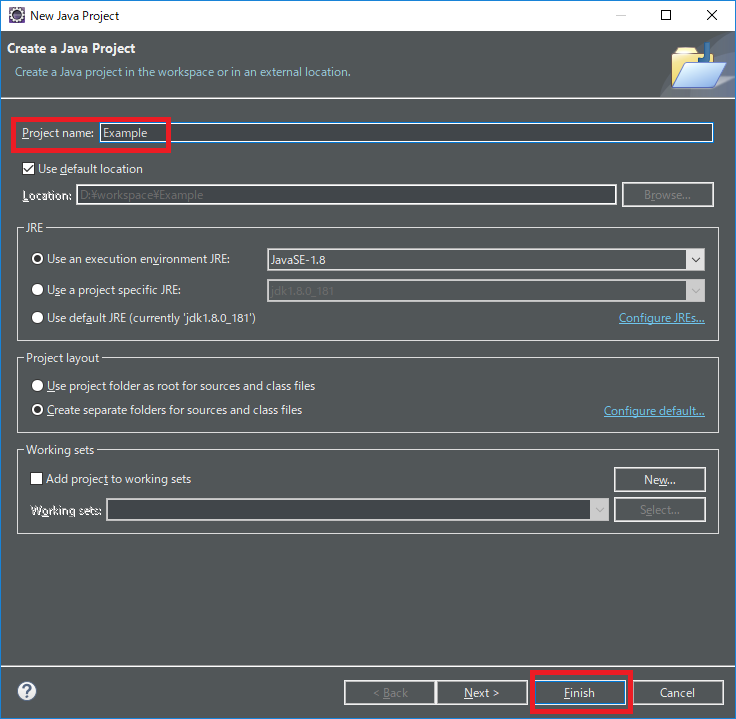 New Java Project
Create a Java Project
Create a Java project in the workspace or in an external location.
Project name: Example
Use default location
Location: D:¥workspace¥Example Browse...
JRE
Use an execution environment JRE: JavaSE-1.8
Use a project specific JRE: jdk1.8.0_181
Use default JRE (currently 'jdk1.8.0_181') Configure JREs...
Project layout
Use project folder as root for sources and class files
Create separate folders for sources and class files Configure default...
Working sets
Add project to working sets New...
Working sets: Select...
? < Back Next > Finish Cancel